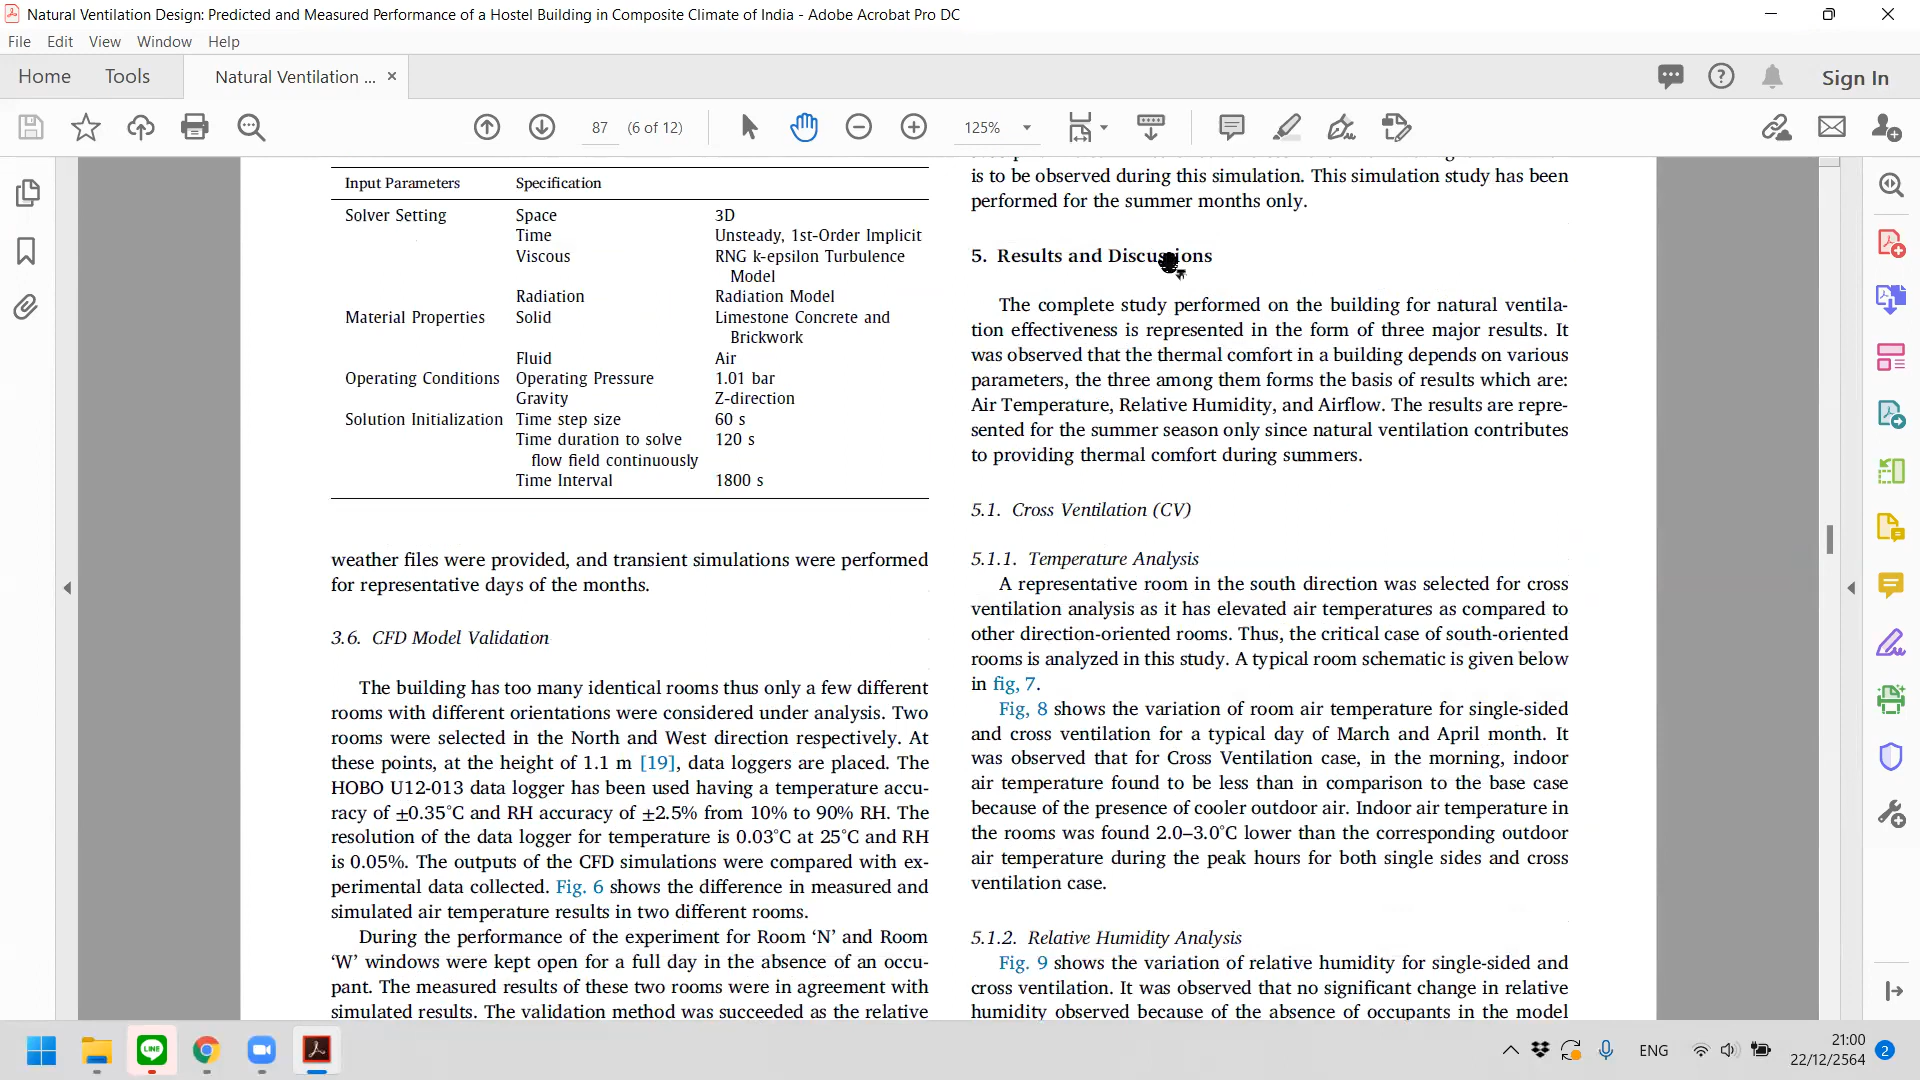 Natural Ventilation Design: Predicted and Measured Performance of a Hostel Building in Composite Climate of India - Adobe Acrobat Pro DC
File Edit View Window Help
Home Tools Natural Ventilation ... × Sign In
87 (6 of 12) 125%
Input Parameters Specification
Solver Setting Space 3D
Time Unsteady, 1st-Order Implicit
Viscous RNG k-epsilon Turbulence
Model
Radiation Radiation Model
Material Properties Solid Limestone Concrete and
Brickwork
Fluid Air
Operating Conditions Operating Pressure 1.01 bar
Gravity Z-direction
Solution Initialization Time step size 60 s
Time duration to solve 120 s
flow field continuously
Time Interval 1800 s
weather files were provided, and transient simulations were performed
for representative days of the months.
3.6. CFD Model Validation
The building has too many identical rooms thus only a few different
rooms with different orientations were considered under analysis. Two
rooms were selected in the North and West direction respectively. At
these points, at the height of 1.1 m [19], data loggers are placed. The
HOBO U12-013 data logger has been used having a temperature accu-
racy of ±0.35°C and RH accuracy of ±2.5% from 10% to 90% RH. The
resolution of the data logger for temperature is 0.03°C at 25°C and RH
is 0.05%. The outputs of the CFD simulations were compared with ex-
perimental data collected. Fig. 6 shows the difference in measured and
simulated air temperature results in two different rooms.
During the performance of the experiment for Room ‘N’ and Room
‘W’ windows were kept open for a full day in the absence of an occu-
pant. The measured results of these two rooms were in agreement with
simulated results. The validation method was succeeded as the relative
is to be observed during this simulation. This simulation study has been
performed for the summer months only.
5. Results and Discussions
The complete study performed on the building for natural ventila-
tion effectiveness is represented in the form of three major results. It
was observed that the thermal comfort in a building depends on various
parameters, the three among them forms the basis of results which are:
Air Temperature, Relative Humidity, and Airflow. The results are repre-
sented for the summer season only since natural ventilation contributes
to providing thermal comfort during summers.
5.1. Cross Ventilation (CV)
5.1.1. Temperature Analysis
A representative room in the south direction was selected for cross
ventilation analysis as it has elevated air temperatures as compared to
other direction-oriented rooms. Thus, the critical case of south-oriented
rooms is analyzed in this study. A typical room schematic is given below
in fig, 7.
Fig, 8 shows the variation of room air temperature for single-sided
and cross ventilation for a typical day of March and April month. It
was observed that for Cross Ventilation case, in the morning, indoor
air temperature found to be less than in comparison to the base case
because of the presence of cooler outdoor air. Indoor air temperature in
the rooms was found 2.0–3.0°C lower than the corresponding outdoor
air temperature during the peak hours for both single sides and cross
ventilation case.
5.1.2. Relative Humidity Analysis
Fig. 9 shows the variation of relative humidity for single-sided and
cross ventilation. It was observed that no significant change in relative
humidity observed because of the absence of occupants in the model
LINE
ENG
21:00
22/12/2564
2